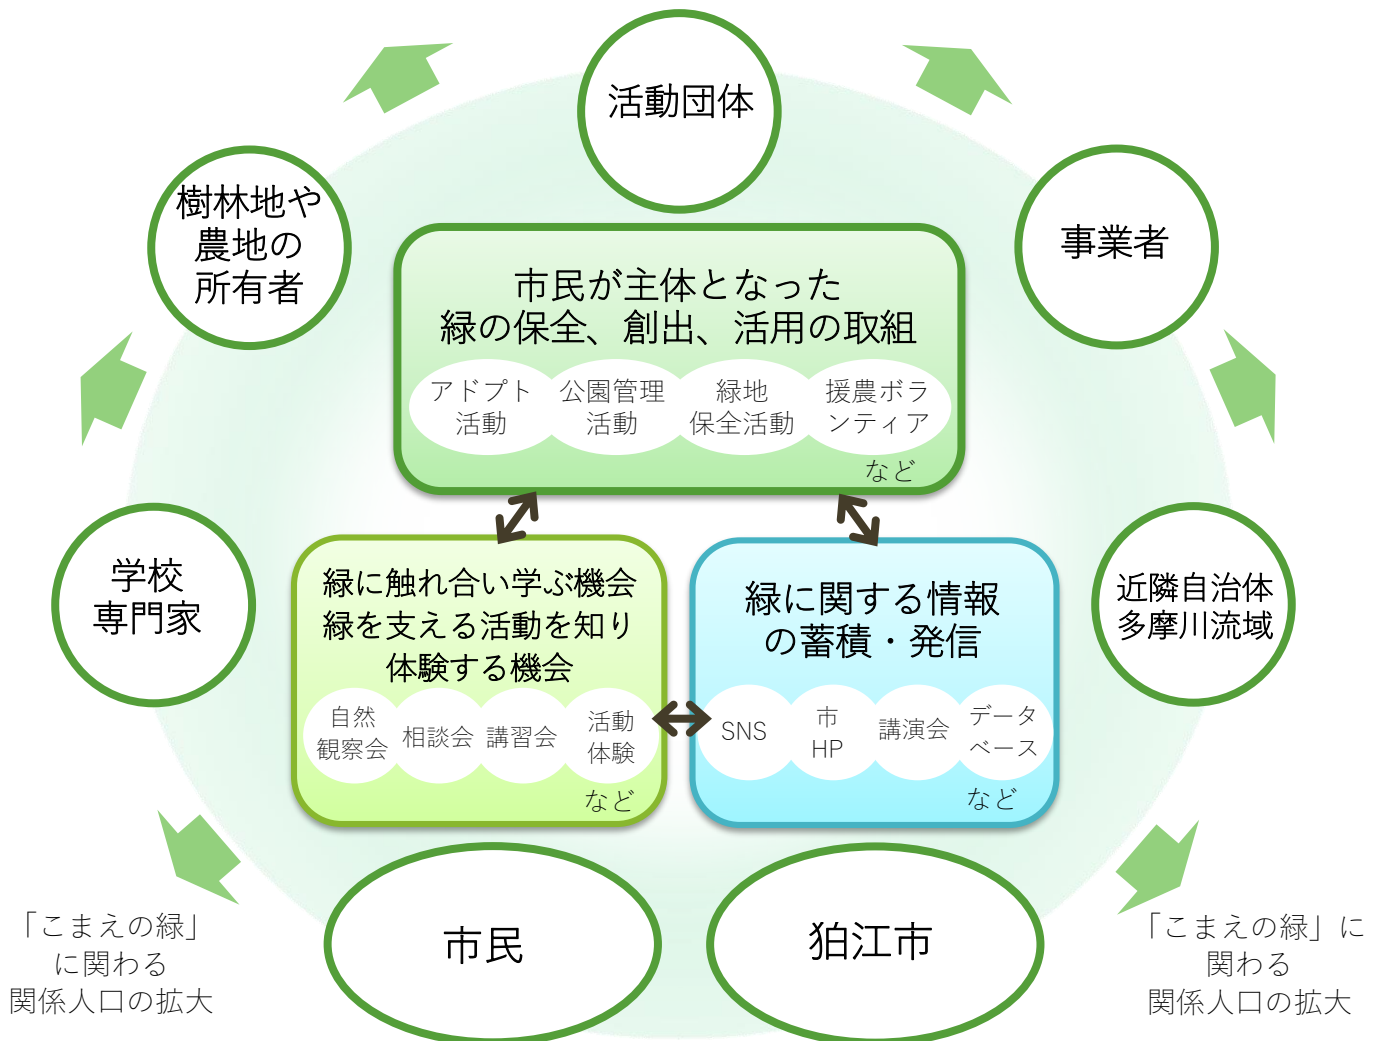 活動団体
樹林地や
農地の
所有者
事業者
市民が主体となった
緑の保全、創出、活用の取組
アドプト
活動
公園管理
活動
緑地
保全活動
援農ボラ
ンティア
など
学校
専門家
近隣自治体
多摩川流域
緑に触れ合い学ぶ機会
緑を支える活動を知り
体験する機会
自然
観察会
相談会
講習会
活動
体験
など
緑に関する情報
の蓄積・発信
SNS
市
HP
講演会
データ
ベース
など
「こまえの緑」
に関わる
関係人口の拡大
市民
狛江市
「こまえの緑」に
関わる
関係人口の拡大